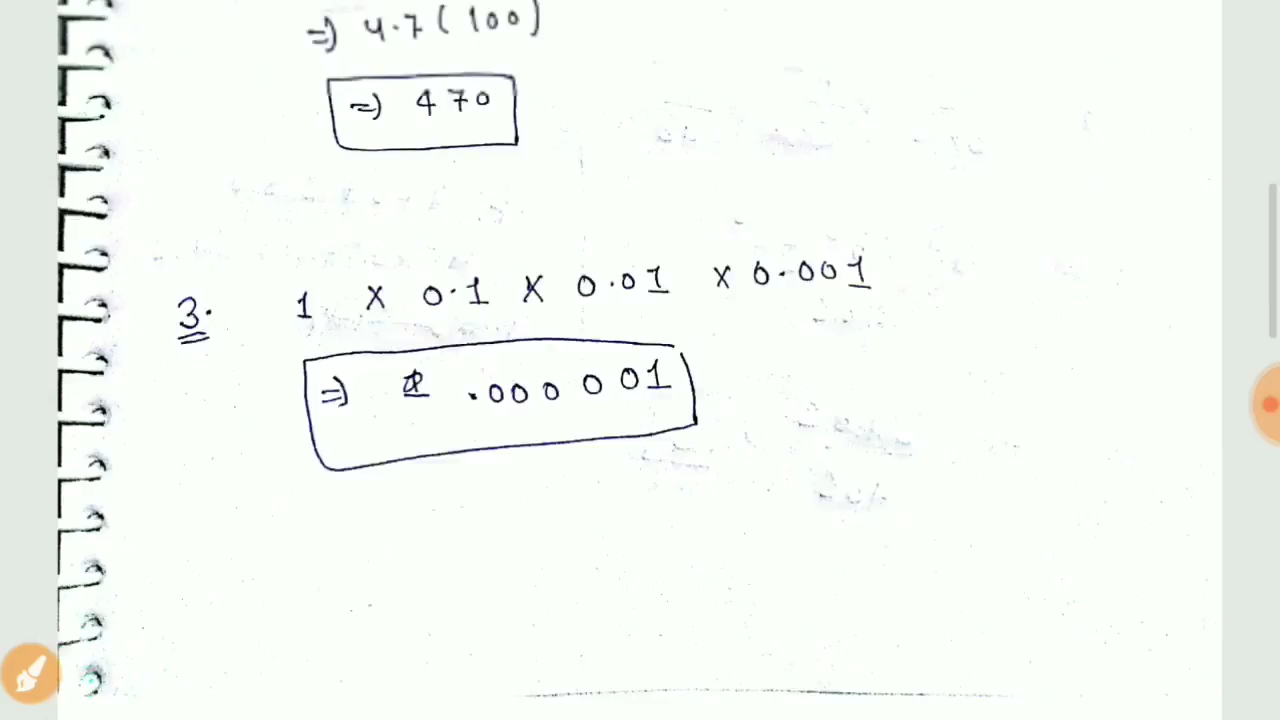 =) 4.7 ( 100 )
=) 470
3. 1 x 0.1 x 0.01 x 0.001
=) .000001